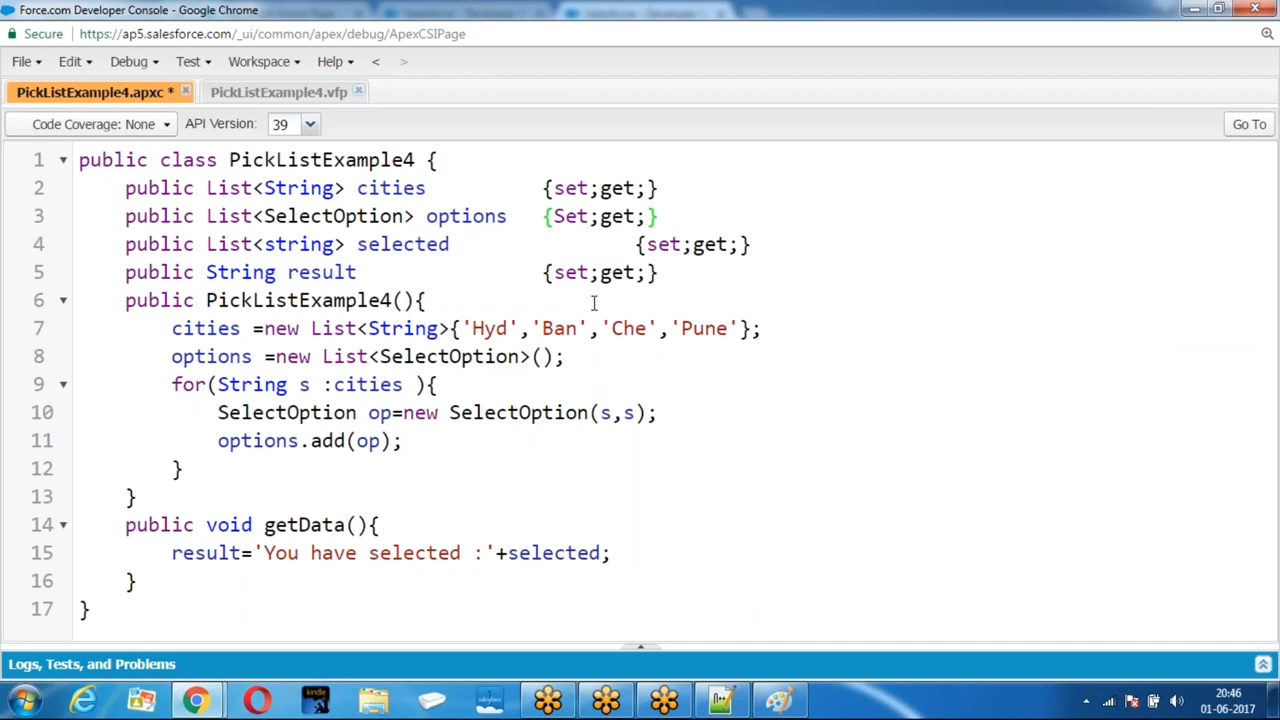 Force.com Developer Console - Google Chrome
Secure https://ap5.salesforce.com/_ui/common/apex/debug/ApexCSIPage
File Edit Debug Test Workspace Help < >
PickListExample4.apxc * PickListExample4.vfp
Code Coverage: None API Version: 39 Go To
1 public class PickListExample4 {
2 public List<String> cities {set;get;}
3 public List<SelectOption> options {Set;get;}
4 public List<string> selected {set;get;}
5 public String result {set;get;}
6 public PickListExample4(){
7 cities =new List<String>{'Hyd','Ban','Che','Pune'};
8 options =new List<SelectOption>();
9 for(String s :cities ){
10 SelectOption op=new SelectOption(s,s);
11 options.add(op);
12 }
13 }
14 public void getData(){
15 result='You have selected :'+selected;
16 }
17 }
Logs, Tests, and Problems
kindle
20:46
01-06-2017